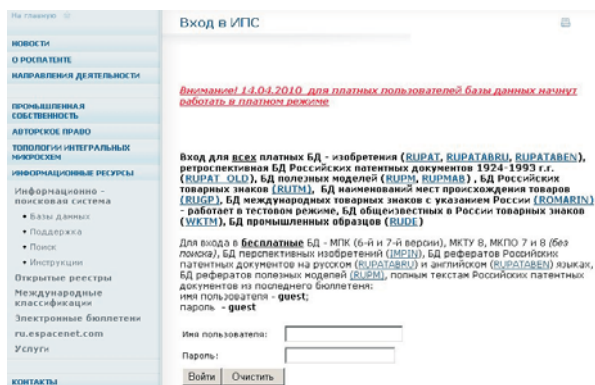 На главную
НОВОСТИ
О РОСПАТЕНТЕ
НАПРАВЛЕНИЯ ДЕЯТЕЛЬНОСТИ
ПРОМЫШЛЕННАЯ
СОБСТВЕННОСТЬ
АВТОРСКОЕ ПРАВО
ТОПОЛОГИИ ИНТЕГРАЛЬНЫХ
МИКРОСХЕМ
ИНФОРМАЦИОННЫЕ РЕСУРСЫ
Информационно -
поисковая система
• Базы данных
• Поддержка
• Поиск
• Инструкции
Открытые реестры
Международные
классификации
Электронные бюллетени
ru.espacenet.com
Услуги
КОНТАКТЫ
Вход в ИПС
Внимание! 14.04.2010 для платных пользователей базы данных начнут
работать в платном режиме
Вход для всех платных БД - изобретения (RUPAT, RUPATABRU, RUPATABEN),
ретроспективная БД Российских патентных документов 1924-1993 г.г.
(RUPAT_OLD), БД полезных моделей (RUPM, RUPMAB) , БД Российских
товарных знаков (RUTM), БД наименований мест происхождения товаров
(RUGP), БД международных товарных знаков с указанием России (ROMARIN)
- работает в тестовом режиме, БД общеизвестных в России товарных знаков
(WKTM), БД промышленных образцов (RUDE)
Для входа в бесплатные БД - МПК (6-й и 7-й версии), МКТУ 8, МКПО 7 и 8 (без
поиска), БД перспективных изобретений (IMPIN), БД рефератов Российских
патентных документов на русском (RUPATABRU) и английском (RUPATABEN) языках,
БД рефератов полезных моделей (RUPM), полным текстам Российских патентных
документов из последнего бюллетеня:
имя пользователя - guest;
пароль - guest
Имя пользователя:
Пароль:
Войти Очистить